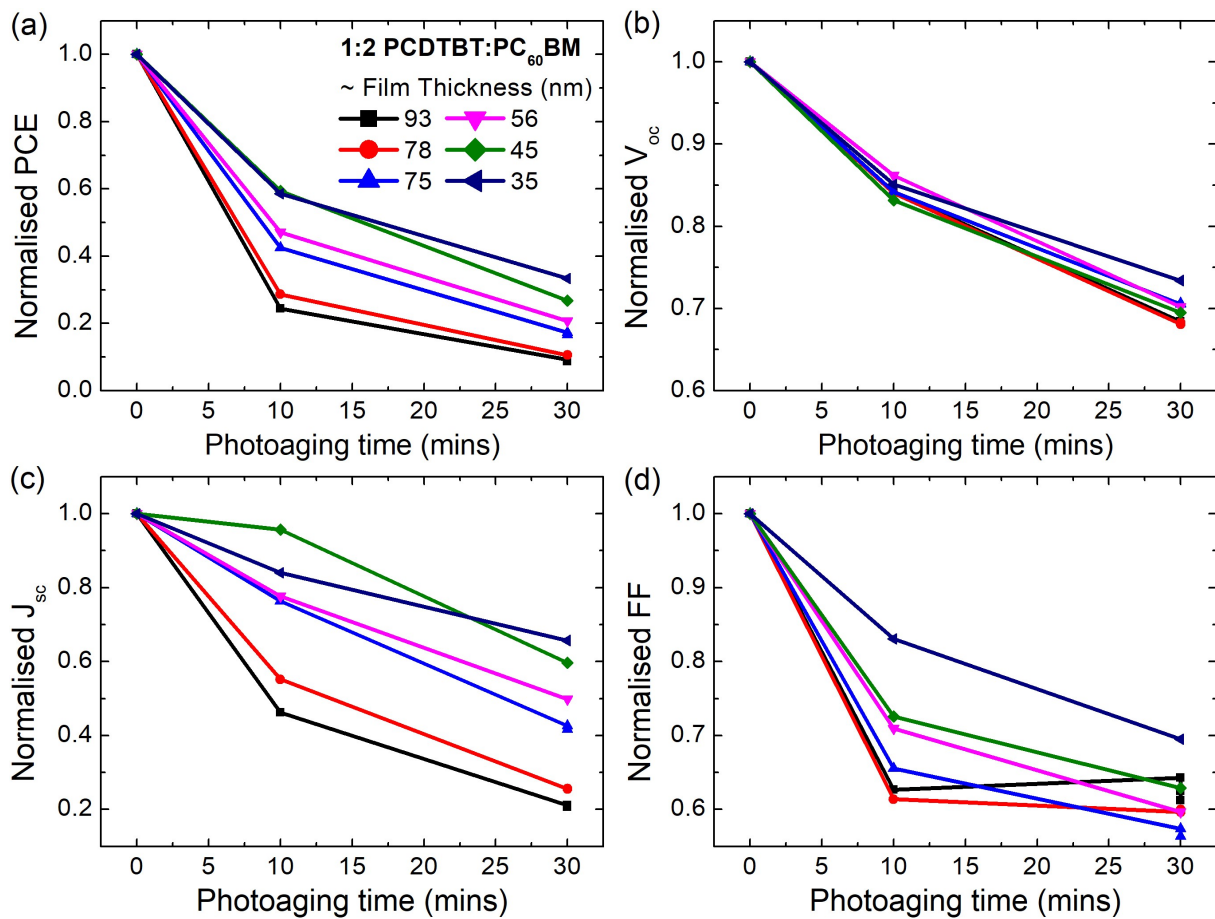 (a)
1:2 PCDTBT:PC₆₀BM
~ Film Thickness (nm)
93 56
78 45
75 35
Normalised PCE
1.0
0.8
0.6
0.4
0.2
0.0
0 5 10 15 20 25 30
Photoaging time (mins)
(b)
Normalised V_oc
1.0
0.9
0.8
0.7
0.6
0 5 10 15 20 25 30
Photoaging time (mins)
(c)
Normalised J_sc
1.0
0.8
0.6
0.4
0.2
0 5 10 15 20 25 30
Photoaging time (mins)
(d)
Normalised FF
1.0
0.9
0.8
0.7
0.6
0 5 10 15 20 25 30
Photoaging time (mins)